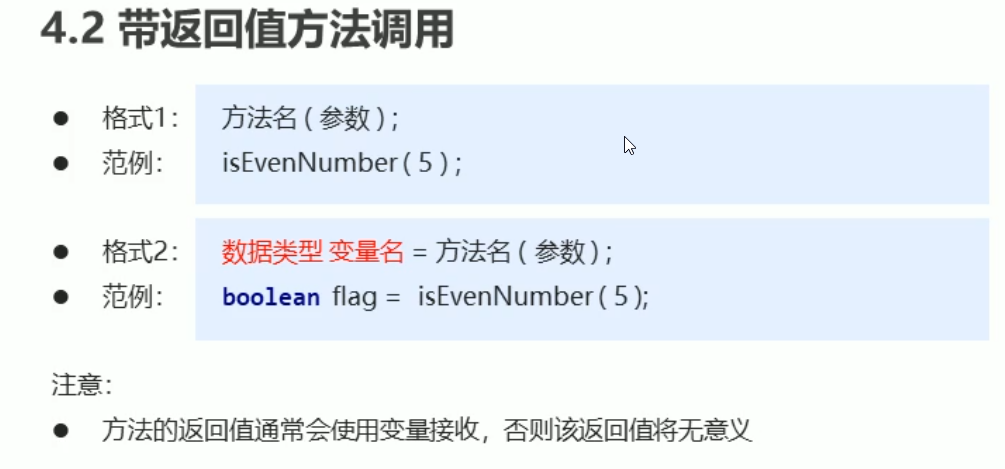 4.2 带返回值方法调用
● 格式1： 方法名 ( 参数 ) ;
● 范例： isEvenNumber ( 5 ) ;
● 格式2： 数据类型 变量名 = 方法名 ( 参数 ) ;
● 范例： boolean flag = isEvenNumber ( 5 );
注意：
● 方法的返回值通常会使用变量接收，否则该返回值将无意义